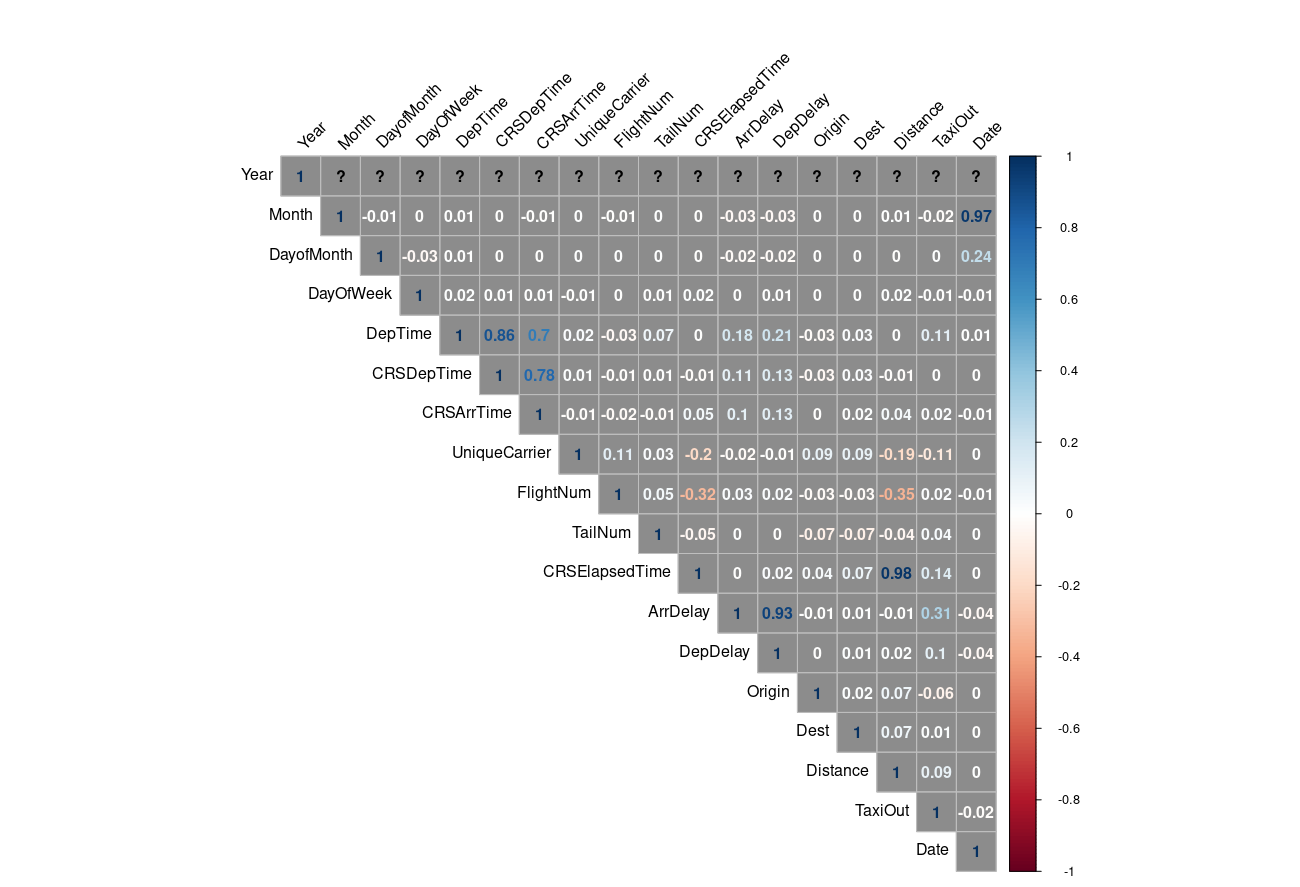 Year Month DayofMonth DayOfWeek DepTime CRSDepTime CRSArrTime UniqueCarrier FlightNum TailNum CRSElapsedTime ArrDelay DepDelay Origin Dest Distance TaxiOut Date
Year 1 ? ? ? ? ? ? ? ? ? ? ? ? ? ? ? ? ?
Month 1 -0.01 0 0.01 0 -0.01 0 -0.01 0 0 -0.03 -0.03 0 0 0.01 -0.02 0.97
DayofMonth 1 -0.03 0.01 0 0 0 0 0 0 -0.02 -0.02 0 0 0 0 0.24
DayOfWeek 1 0.02 0.01 0.01 -0.01 0 0.01 0.02 0 0.01 0 0 0.02 -0.01 -0.01
DepTime 1 0.86 0.7 0.02 -0.03 0.07 0 0.18 0.21 -0.03 0.03 0 0.11 0.01
CRSDepTime 1 0.78 0.01 -0.01 0.01 -0.01 0.11 0.13 -0.03 0.03 -0.01 0 0
CRSArrTime 1 -0.01 -0.02 -0.01 0.05 0.1 0.13 0 0.02 0.04 0.02 -0.01
UniqueCarrier 1 0.11 0.03 -0.2 -0.02 -0.01 0.09 0.09 -0.19 -0.11 0
FlightNum 1 0.05 -0.32 0.03 0.02 -0.03 -0.03 -0.35 0.02 -0.01
TailNum 1 -0.05 0 0 -0.07 -0.07 -0.04 0.04 0
CRSElapsedTime 1 0 0.02 0.04 0.07 0.98 0.14 0
ArrDelay 1 0.93 -0.01 0.01 -0.01 0.31 -0.04
DepDelay 1 0 0.01 0.02 0.1 -0.04
Origin 1 0.02 0.07 -0.06 0
Dest 1 0.07 0.01 0
Distance 1 0.09 0
TaxiOut 1 -0.02
Date 1
1
0.8
0.6
0.4
0.2
0
-0.2
-0.4
-0.6
-0.8
-1